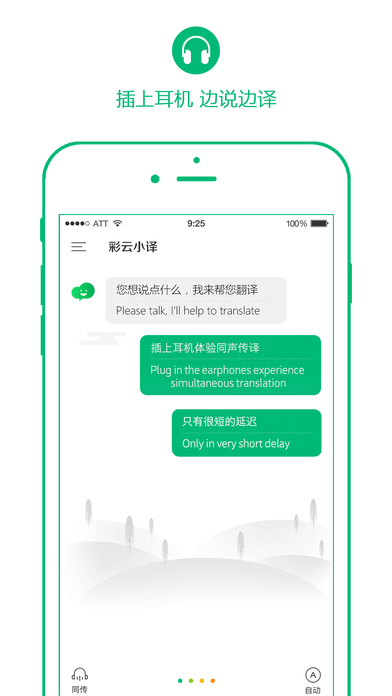 插上耳机 边说边译
ATT 9:25 100%
彩云小译
您想说点什么，我来帮您翻译
Please talk, I'll help to translate
插上耳机体验同声传译
Plug in the earphones experience
simultaneous translation
只有很短的延迟
Only in very short delay
A
同传 自动